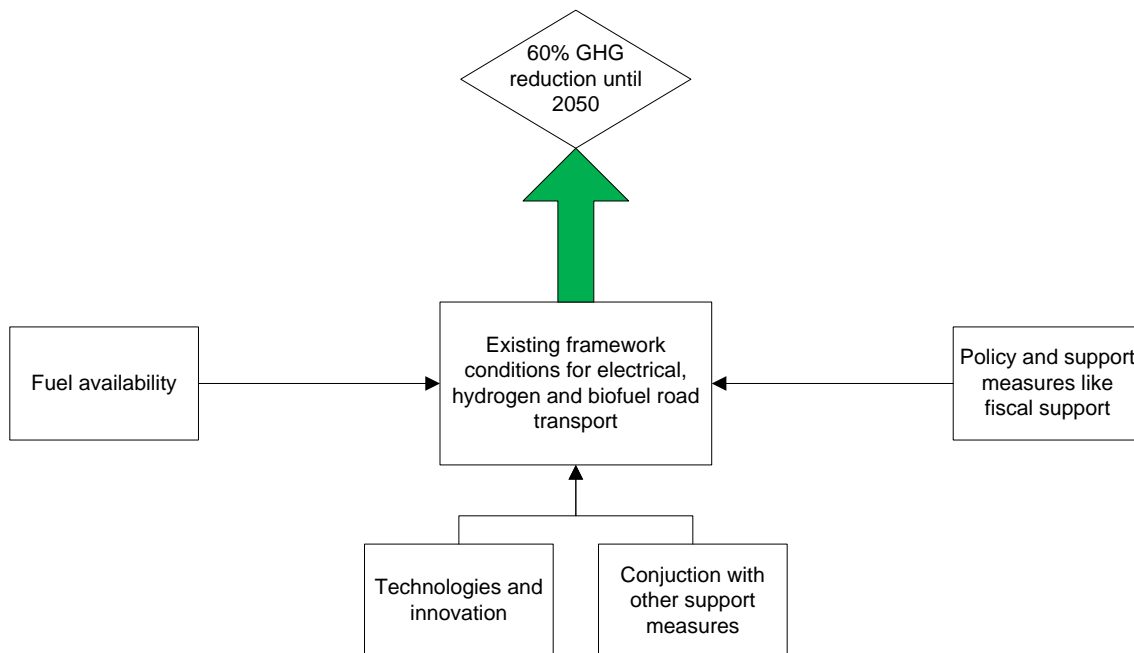 60% GHG
reduction until
2050
Existing framework
conditions for electrical,
hydrogen and biofuel road
transport
Fuel availability
Policy and support
measures like
fiscal support
Technologies and
innovation
Conjuction with
other support
measures